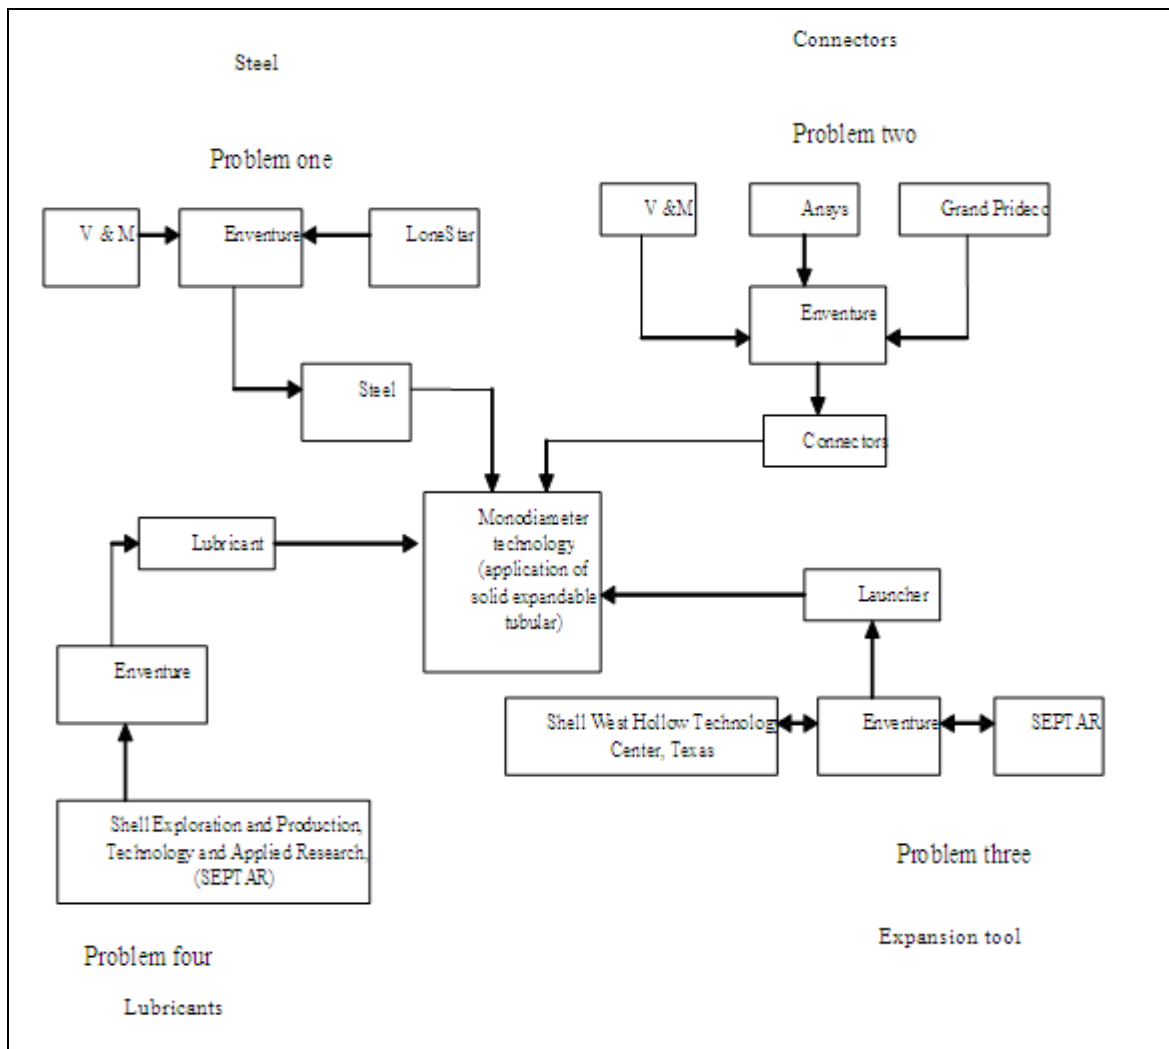 Steel
Problem one
V & M
Enventure
LoneStar
Steel
Connectors
Problem two
V &M
Ansys
Grand Prideco
Enventure
Connectors
Monodiameter
technology
(application of
solid expandable
tubular)
Lubricant
Enventure
Shell Exploration and Production,
Technology and Applied Research,
(SEPTAR)
Problem four
Lubricants
Launcher
Shell West Hollow Technology
Center, Texas
Enventure
SEPTAR
Problem three
Expansion tool